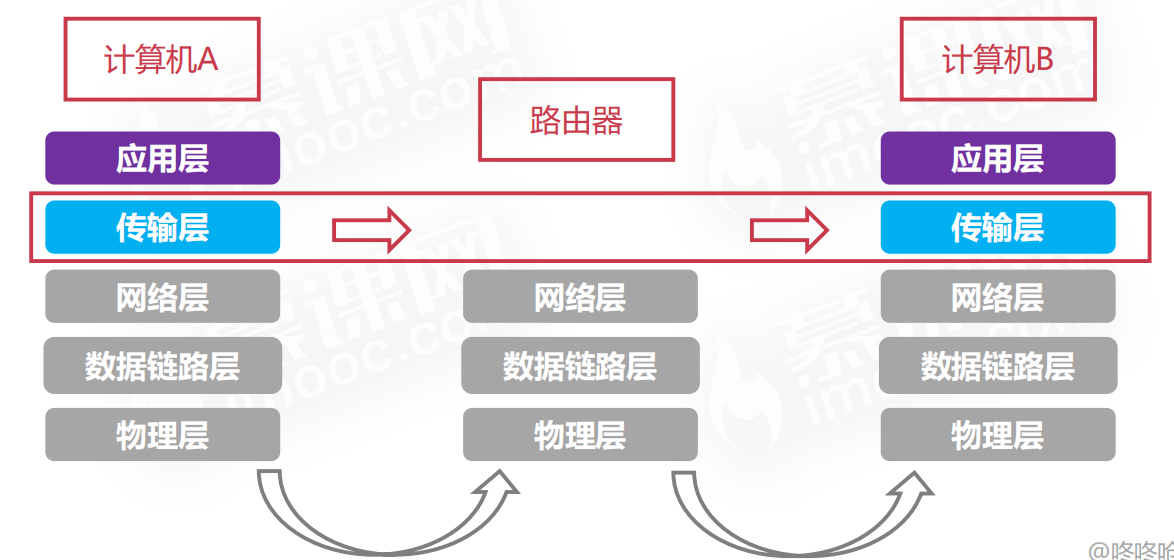 计算机A
计算机B
路由器
应用层
应用层
传输层
传输层
网络层
网络层
网络层
数据链路层
数据链路层
数据链路层
物理层
物理层
物理层
慕课网
imooc.com
@咚咚哈